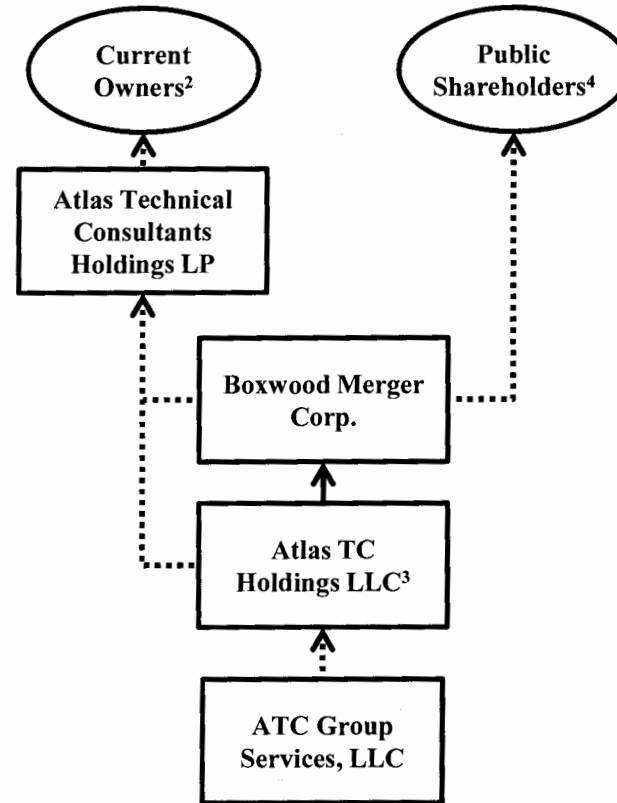 Current
Owners²
Public
Shareholders⁴
Atlas Technical
Consultants
Holdings LP
Boxwood Merger
Corp.
Atlas TC
Holdings LLC³
ATC Group
Services, LLC